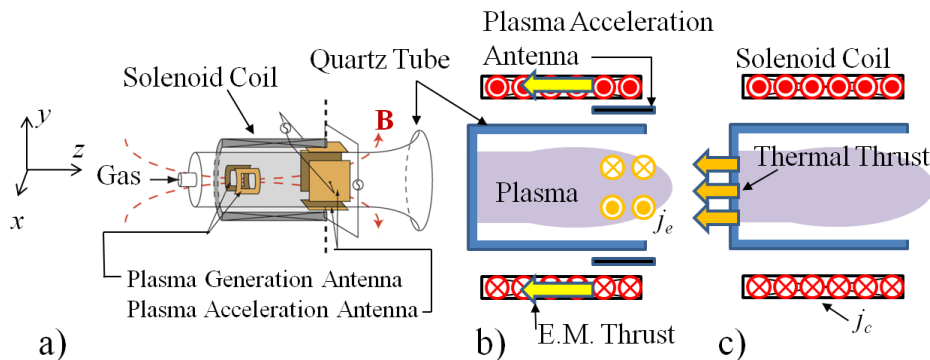 Plasma Acceleration
Antenna
Quartz Tube
Solenoid Coil
Solenoid Coil
y
z
x
B
Gas
Thermal Thrust
Plasma
j_e
Plasma Generation Antenna
Plasma Acceleration Antenna
E.M. Thrust
j_c
a)
b)
c)